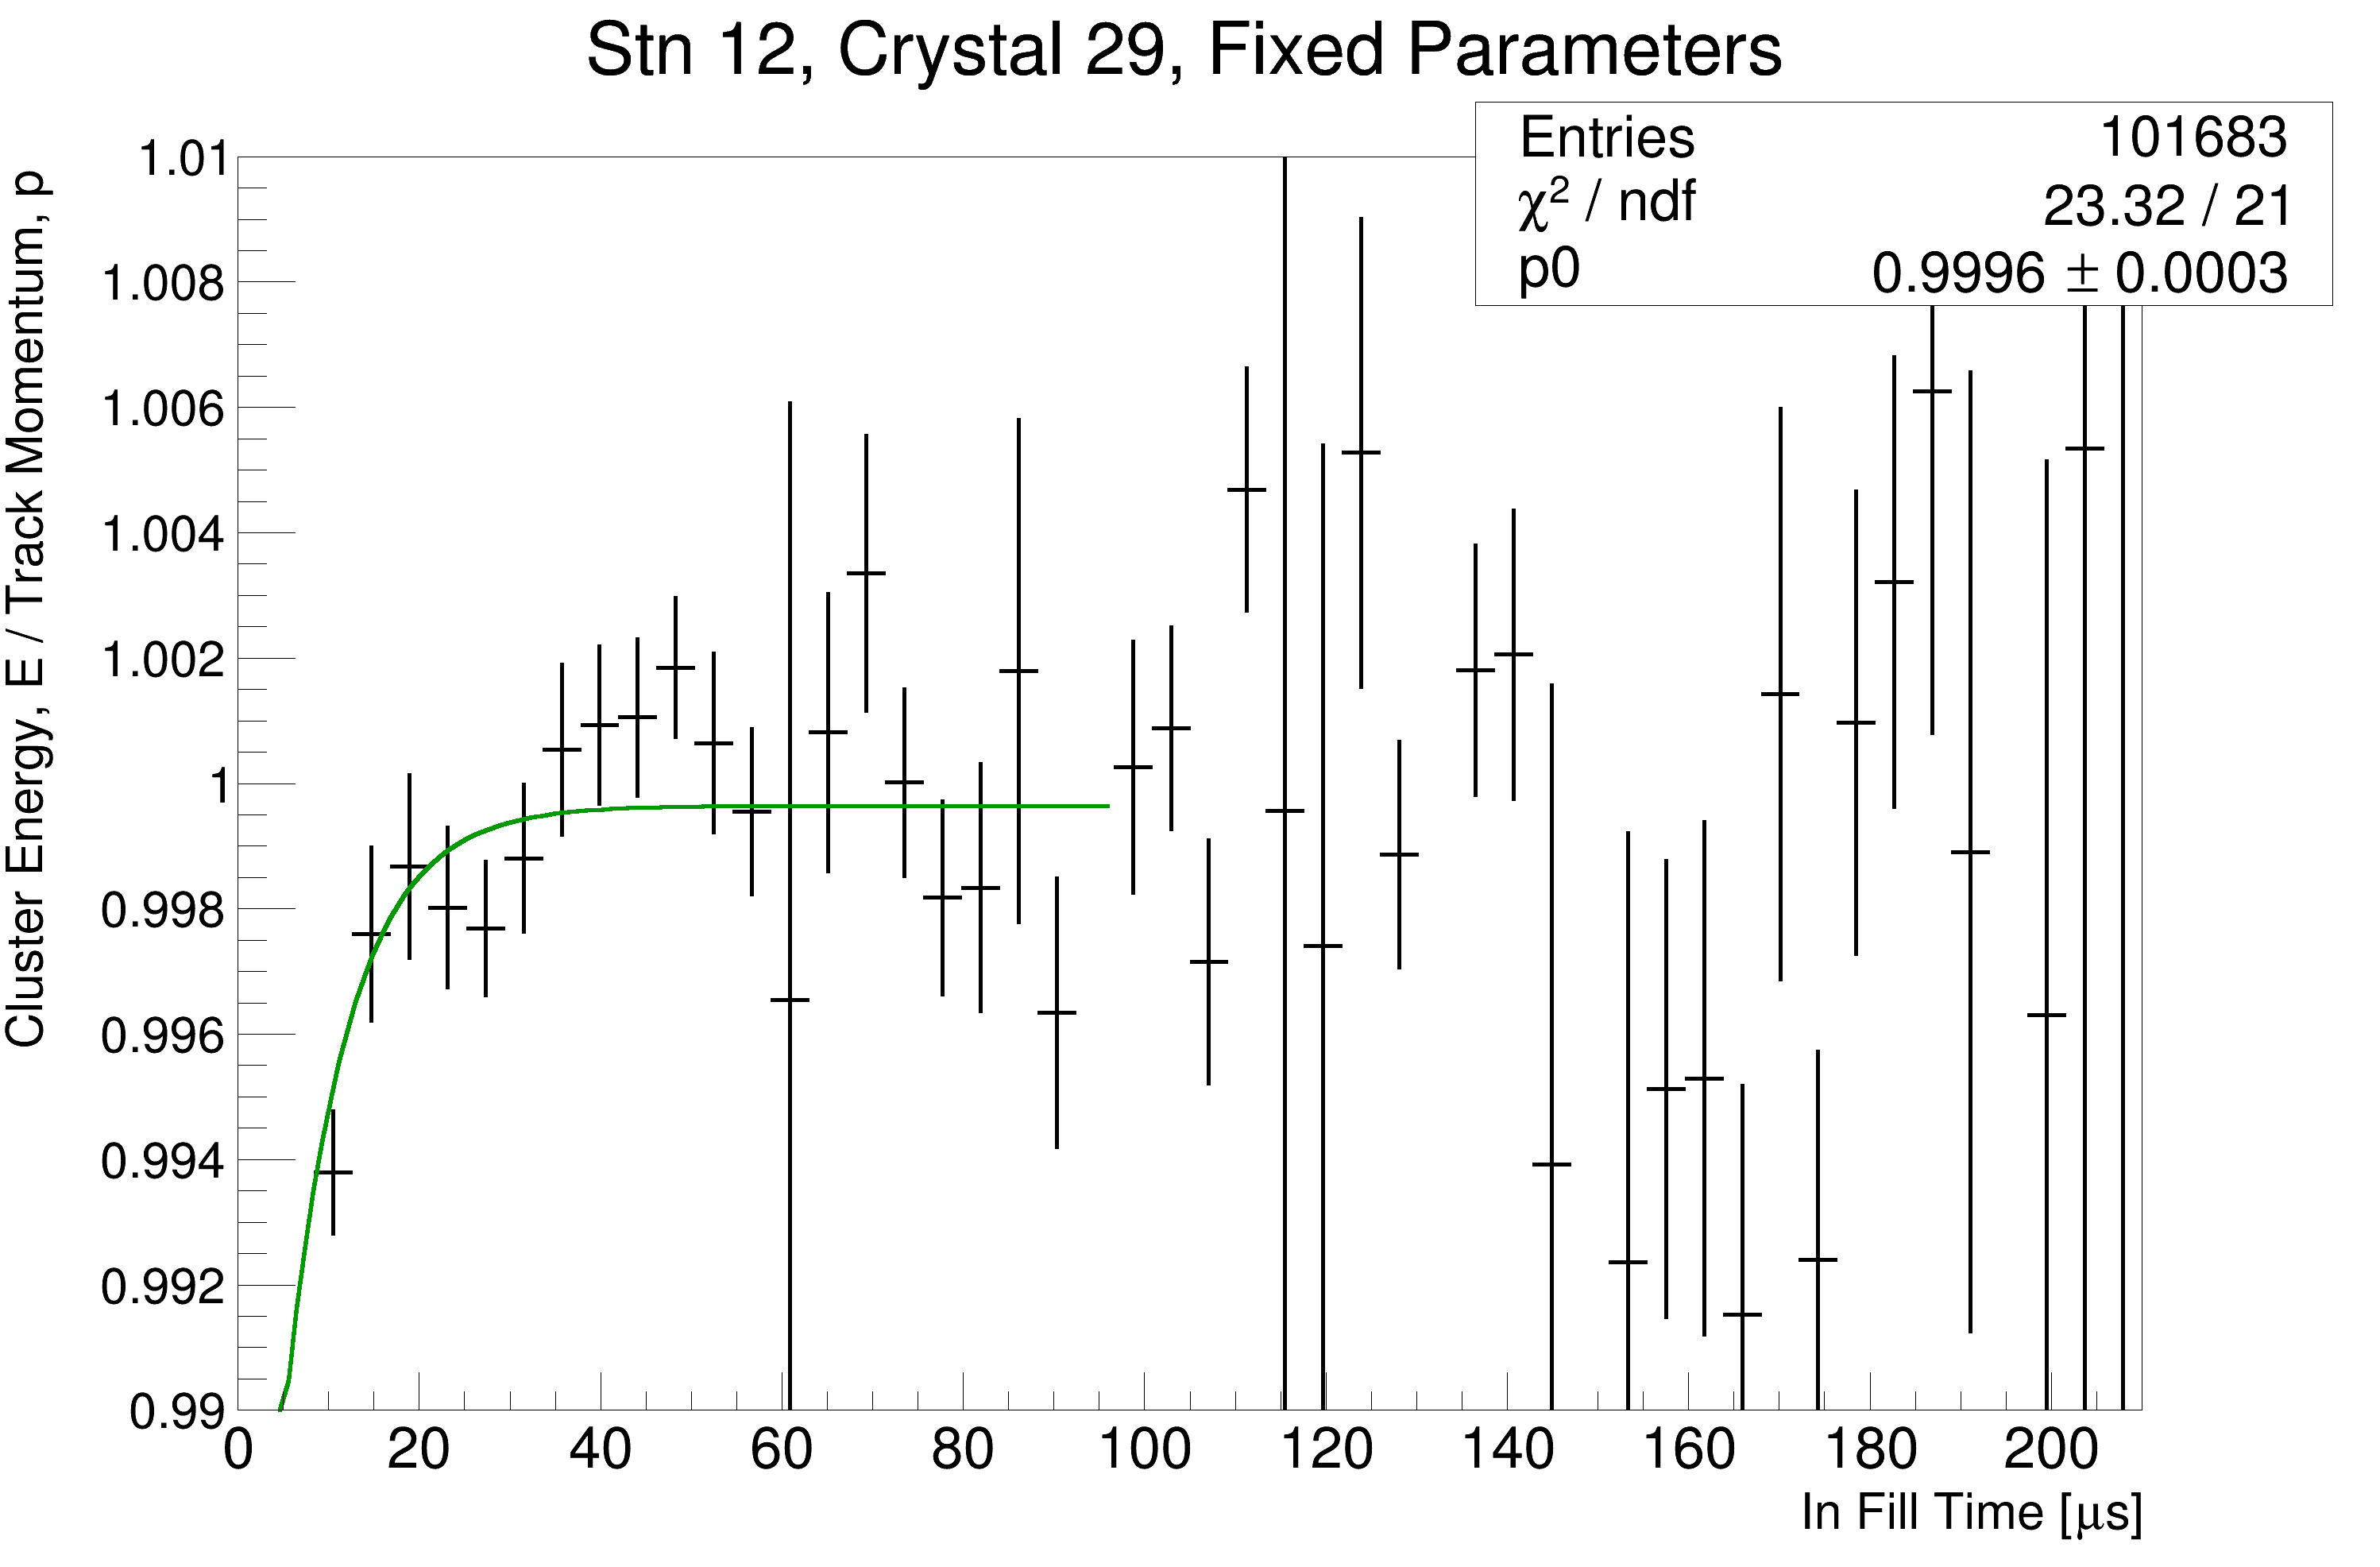 Stn 12, Crystal 29, Fixed Parameters
Entries 101683
χ² / ndf 23.32 / 21
p0 0.9996 ± 0.0003
Cluster Energy, E / Track Momentum, p
1.01
1.008
1.006
1.004
1.002
1
0.998
0.996
0.994
0.992
0.99
0 20 40 60 80 100 120 140 160 180 200
In Fill Time [μs]